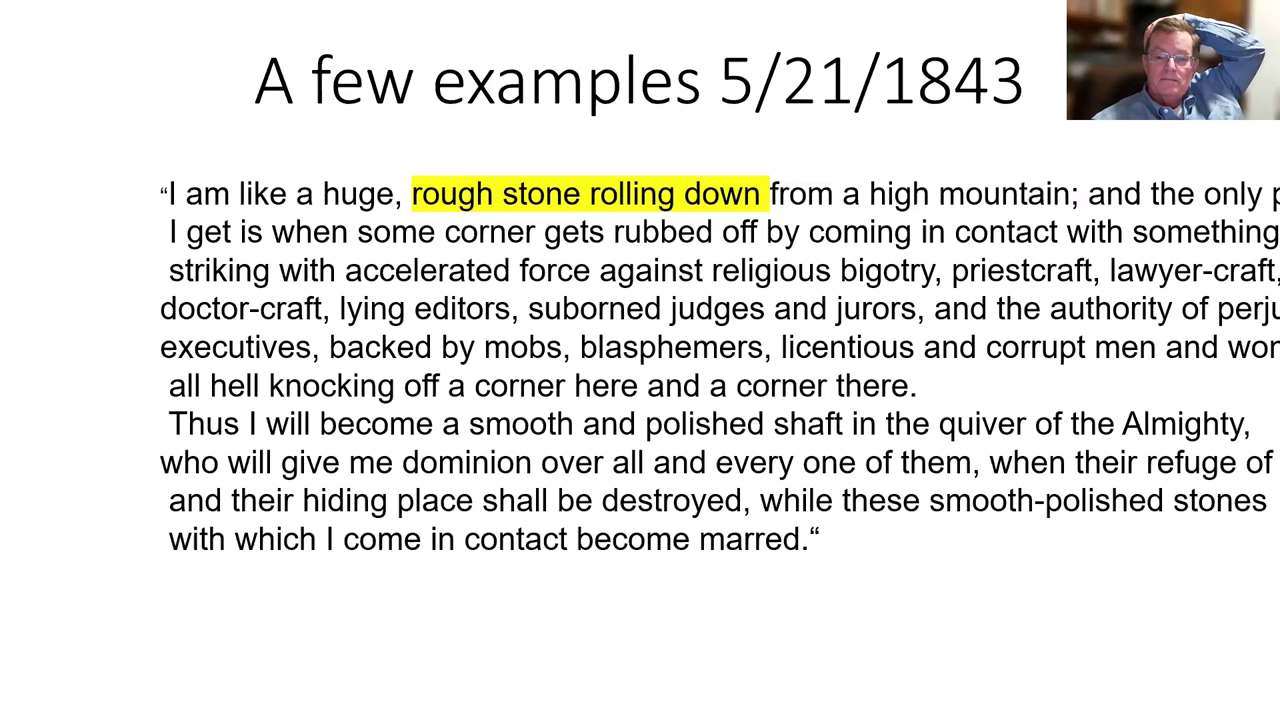 A few examples 5/21/1843
“I am like a huge, rough stone rolling down from a high mountain; and the only
I get is when some corner gets rubbed off by coming in contact with something
striking with accelerated force against religious bigotry, priestcraft, lawyer-craft,
doctor-craft, lying editors, suborned judges and jurors, and the authority of
executives, backed by mobs, blasphemers, licentious and corrupt men and
all hell knocking off a corner here and a corner there.
Thus I will become a smooth and polished shaft in the quiver of the Almighty,
who will give me dominion over all and every one of them, when their refuge of
and their hiding place shall be destroyed, while these smooth-polished stones
with which I come in contact become marred.“